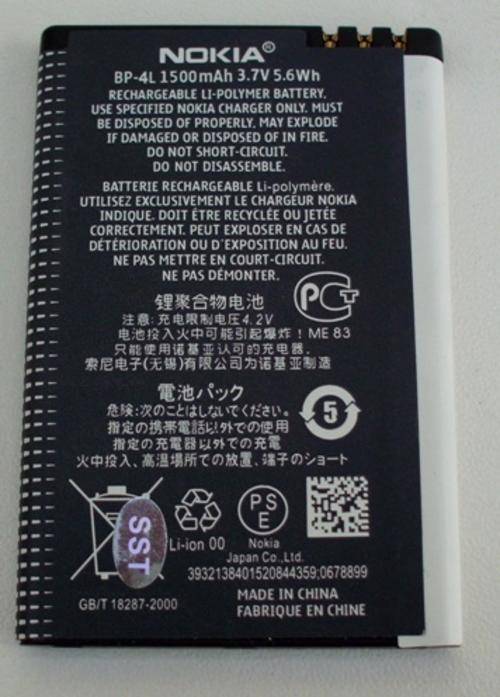 NOKIA®
BP-4L 1500mAh 3.7V 5.6Wh
RECHARGEABLE LI-POLYMER BATTERY.
USE SPECIFIED NOKIA CHARGER ONLY. MUST
BE DISPOSED OF PROPERLY. MAY EXPLODE
IF DAMAGED OR DISPOSED OF IN FIRE.
DO NOT SHORT-CIRCUIT.
DO NOT DISASSEMBLE.
BATTERIE RECHARGEABLE Li-polymère.
UTILISEZ EXCLUSIVEMENT LE CHARGEUR NOKIA
INDIQUE. DOIT ÊTRE RECYCLÉE OU JETÉE
CORRECTEMENT. PEUT EXPLOSER EN CAS DE
DÉTÉRIORATION OU D'EXPOSITION AU FEU.
NE PAS METTRE EN COURT-CIRCUIT.
NE PAS DÉMONTER.
锂聚合物电池
РСТ
注意:充电限制电压4.2V
电池投入火中可能引起爆炸! ME 83
只能使用诺基亚认可的充电器.
索尼电子(无锡)有限公司为诺基亚制造
電池パック
危険:次のことはしないでください。
指定の携帯電話以外での使用
指定の充電器以外での充電
火中投入、高温場所での放置、端子のショート
5
SST
PS
E
Li-ion 00
Nokia
Japan Co.,Ltd.
3932138401520844359;0678899
GB/T 18287-2000
MADE IN CHINA
FABRIQUE EN CHINE